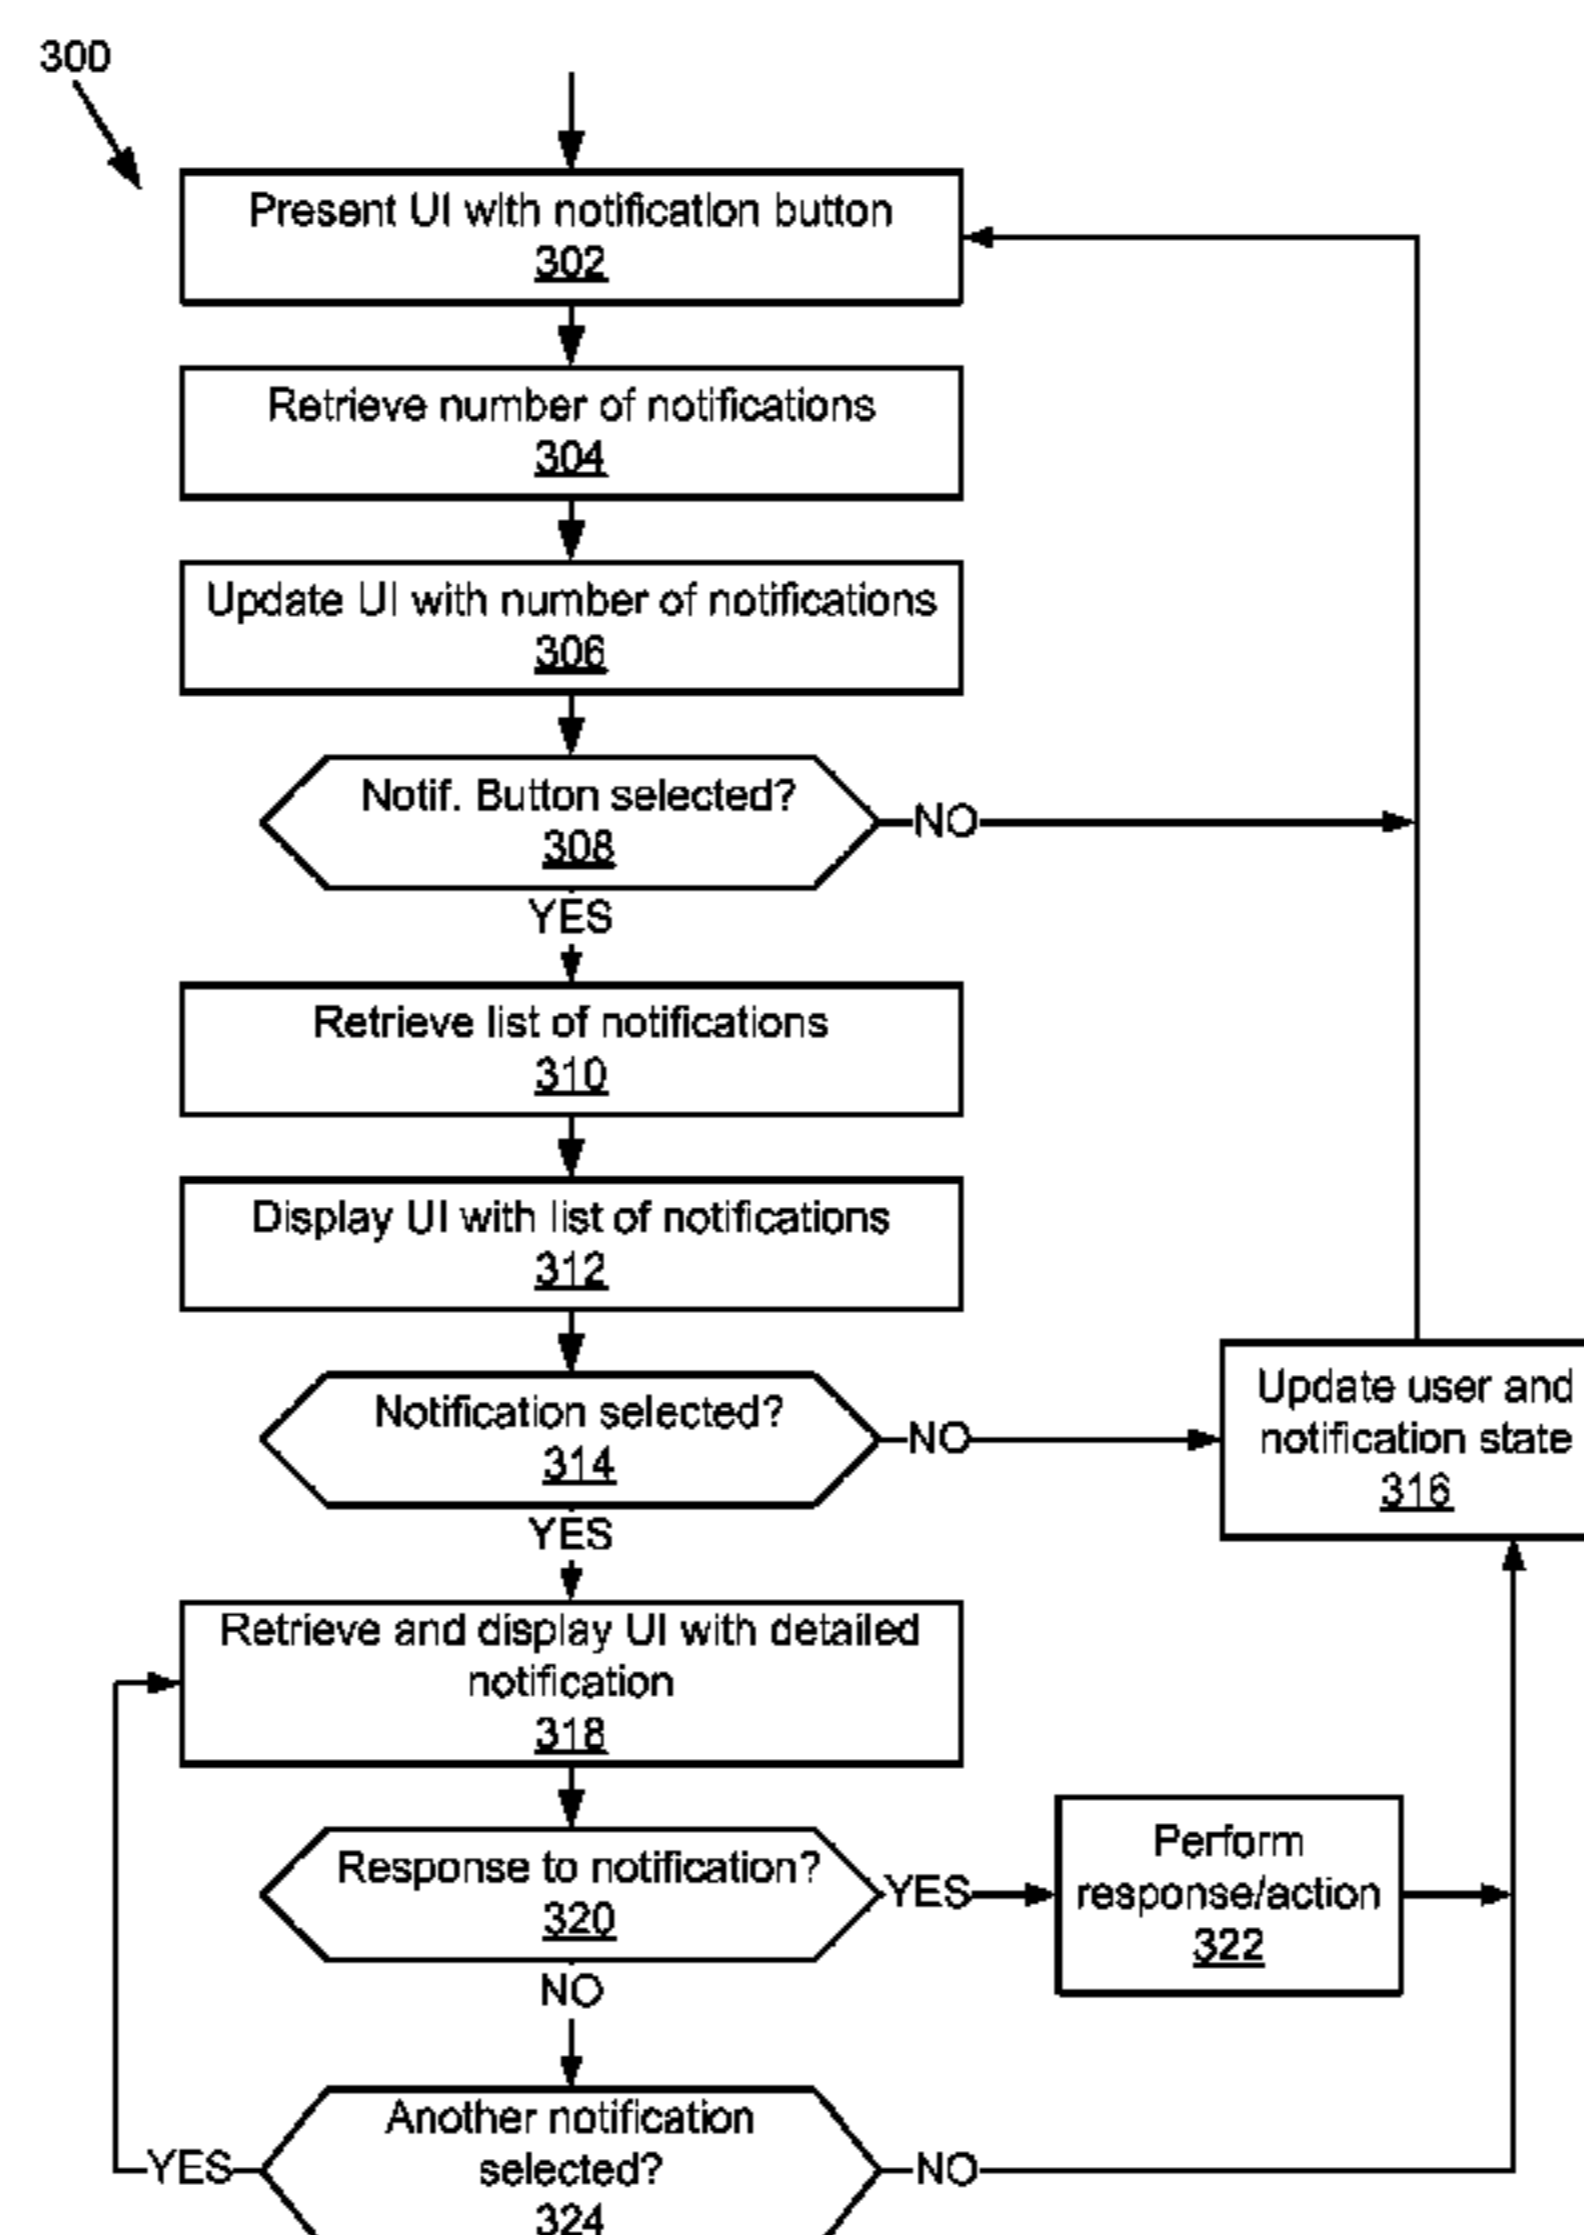 300
Present UI with notification button
302
Retrieve number of notifications
304
Update UI with number of notifications
306
Notif. Button selected?
308
NO
YES
Retrieve list of notifications
310
Display UI with list of notifications
312
Notification selected?
314
NO
Update user and
notification state
316
YES
Retrieve and display UI with detailed
notification
318
Response to notification?
320
YES
Perform
response/action
322
NO
Another notification
selected?
324
YES
NO